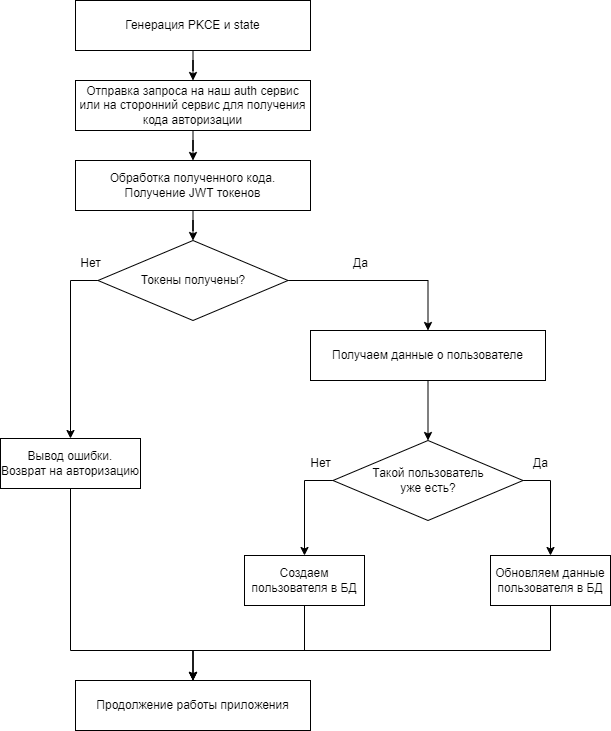 Генерация PKCE и state
Отправка запроса на наш auth сервис
или на сторонний сервис для получения
кода авторизации
Обработка полученного кода.
Получение JWT токенов
Нет
Да
Токены получены?
Получаем данные о пользователе
Вывод ошибки.
Возврат на авторизацию
Нет
Да
Такой пользователь
уже есть?
Создаем
пользователя в БД
Обновляем данные
пользователя в БД
Продолжение работы приложения